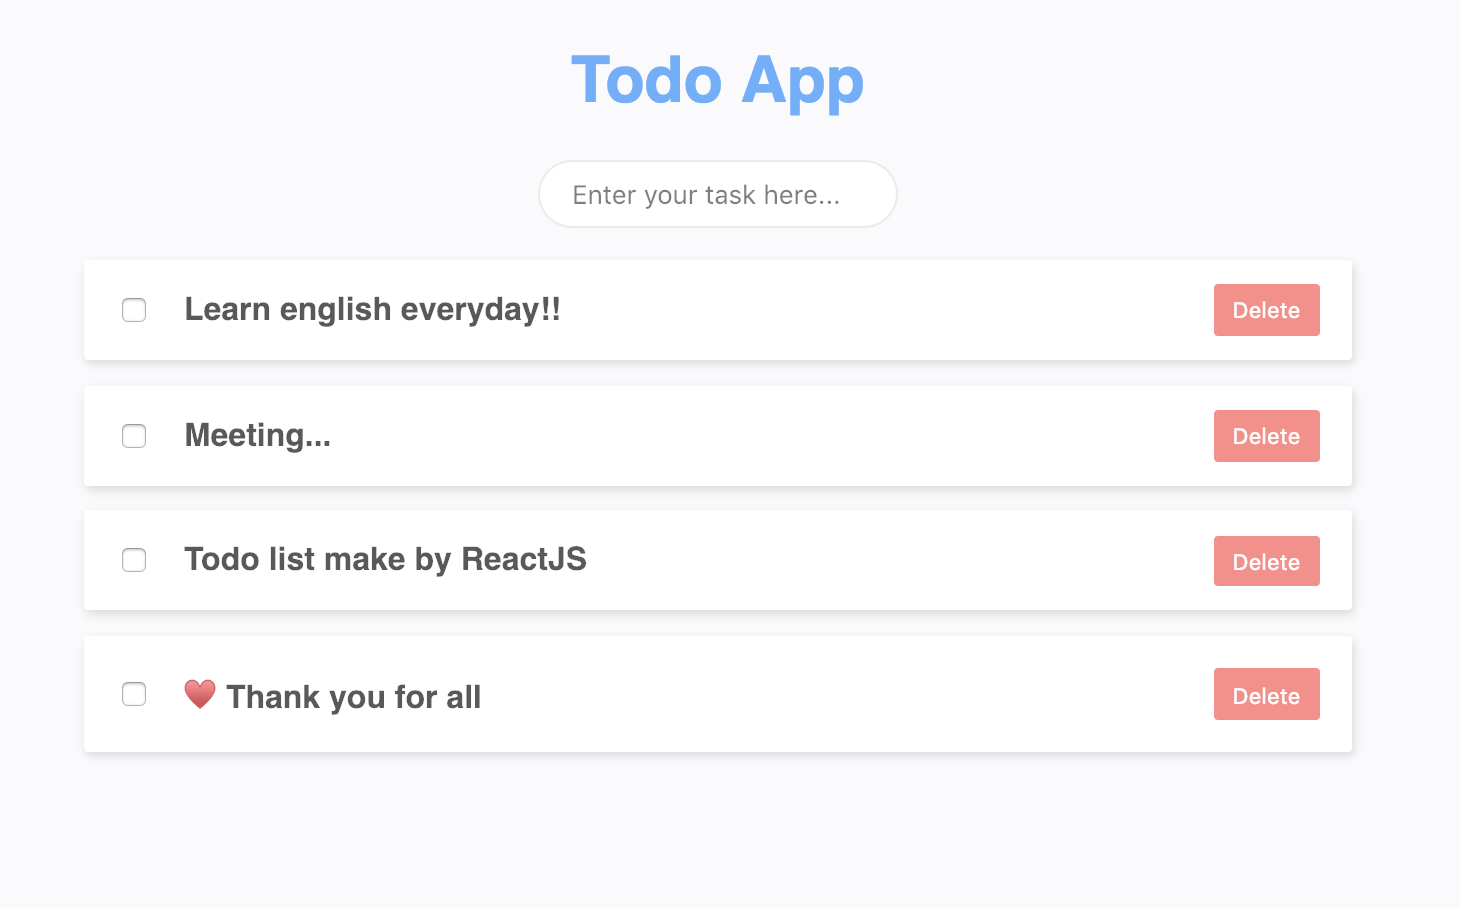 Todo App
Enter your task here...
Learn english everyday!!
Delete
Meeting...
Delete
Todo list make by ReactJS
Delete
♥️ Thank you for all
Delete